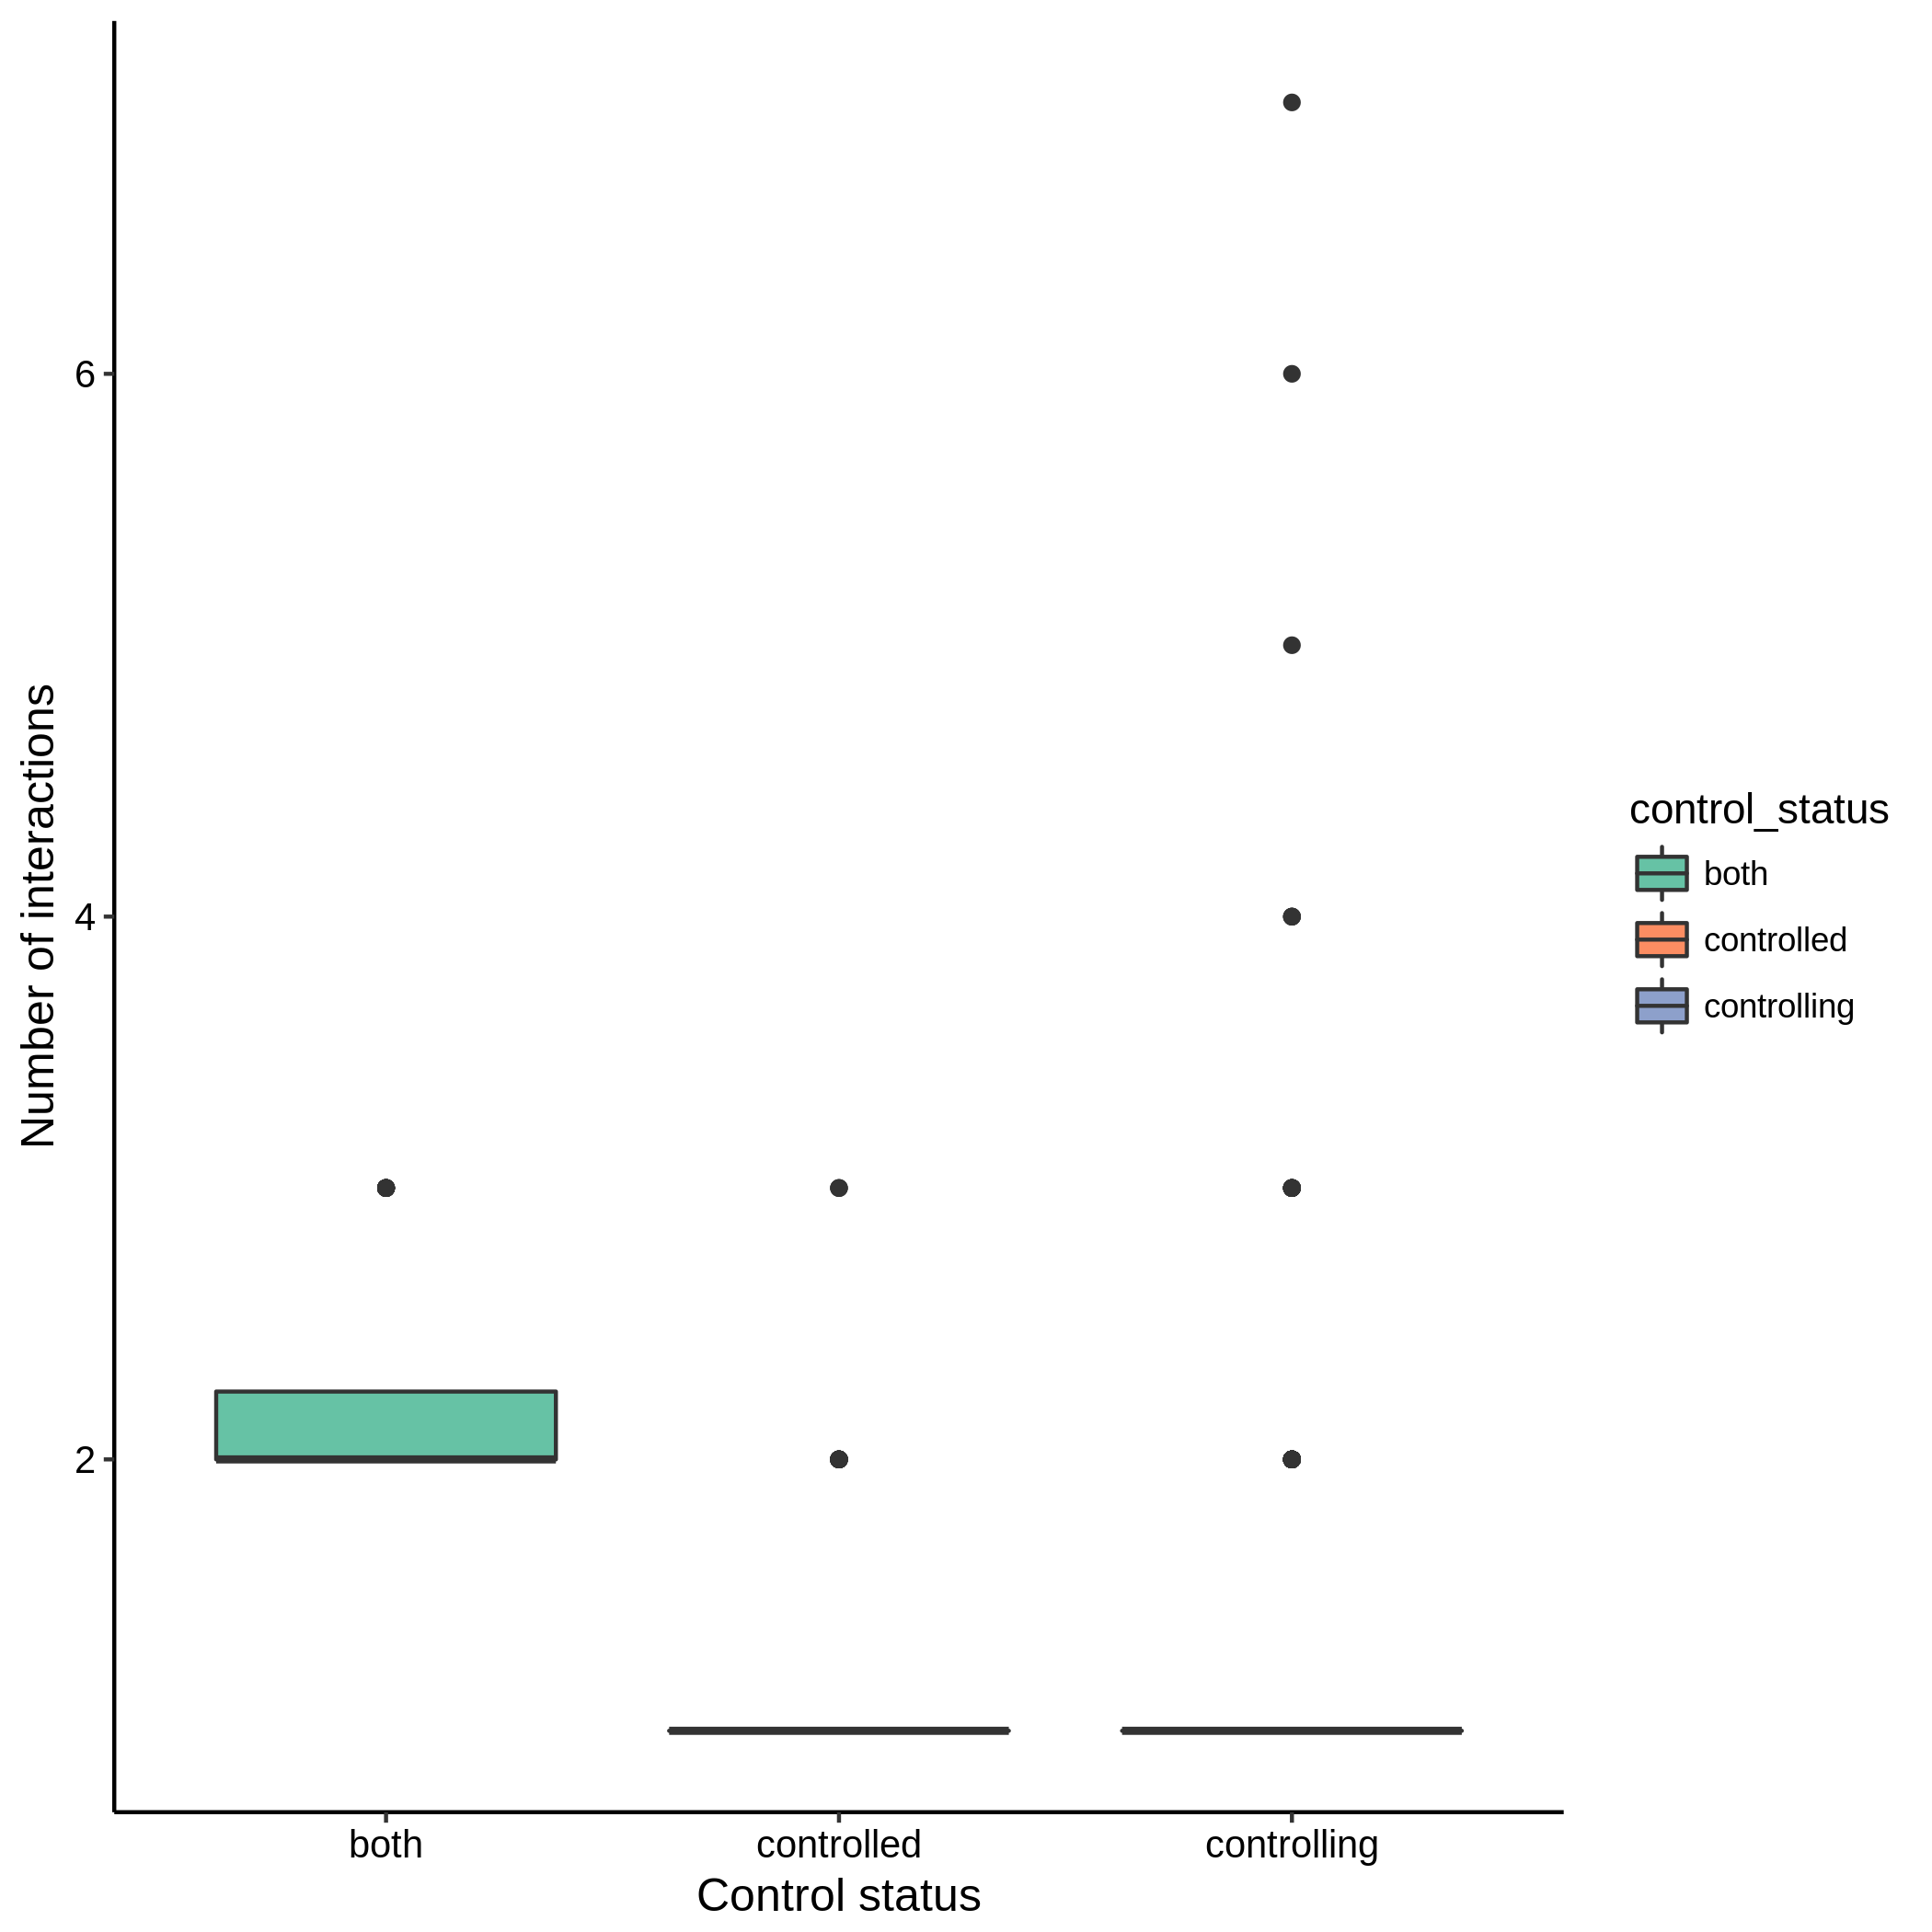 Number of interactions
6
4
2
both
controlled
controlling
Control status
control_status
both
controlled
controlling